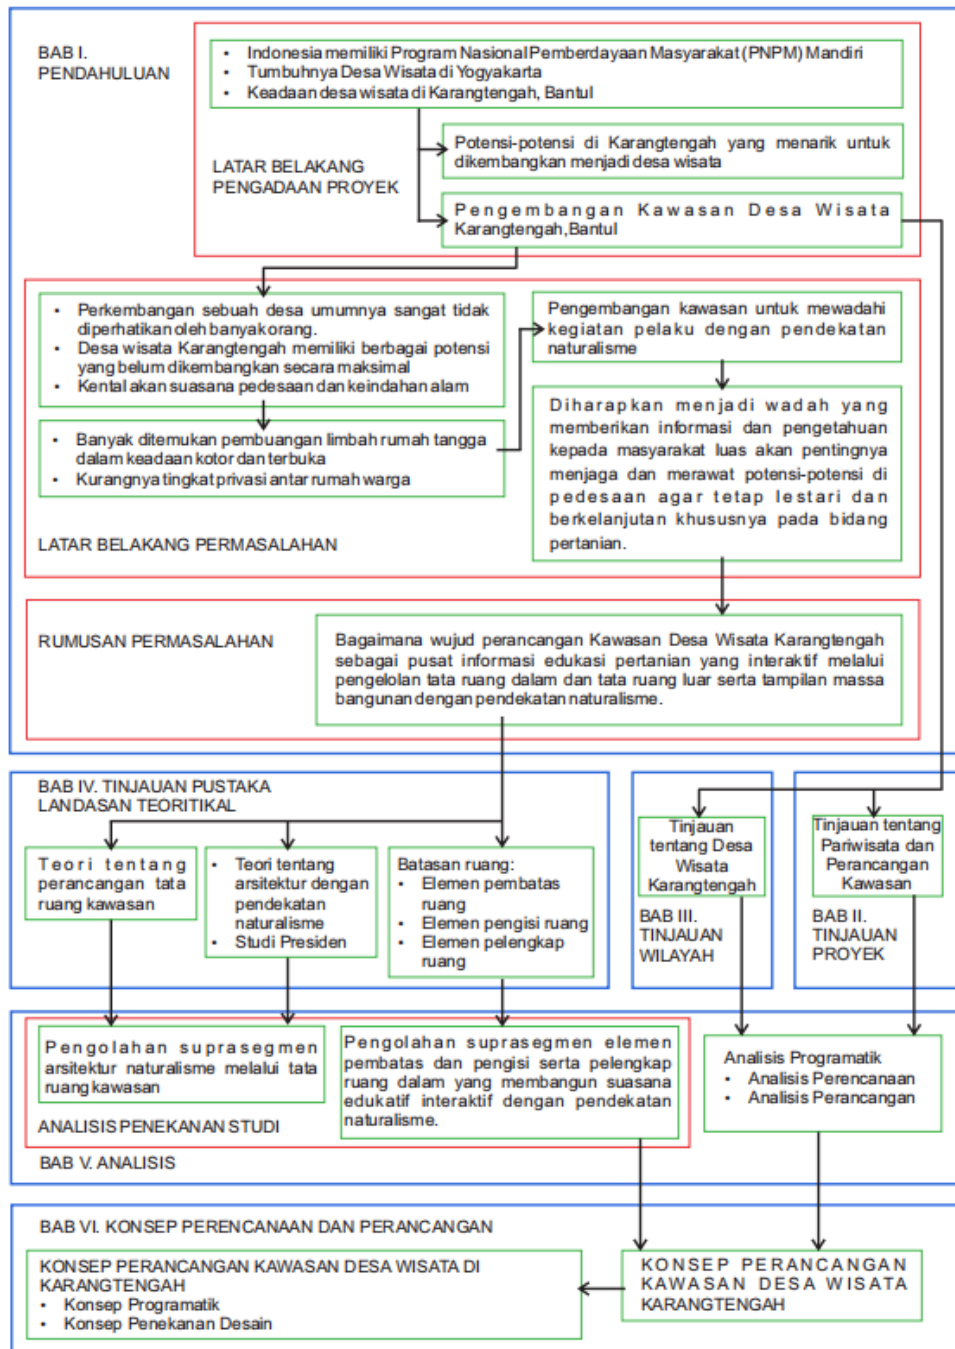 BAB I.
PENDAHULUAN
• Indonesia memiliki Program Nasional Pemberdayaan Masyarakat (PNPM) Mandiri
• Tumbuhnya Desa Wisata di Yogyakarta
• Keadaan desa wisata di Karangtengah, Bantul
Potensi-potensi di Karangtengah yang menarik untuk
dikembangkan menjadi desa wisata
LATAR BELAKANG
PENGADAAN PROYEK
Pengembangan Kawasan Desa Wisata
Karangtengah,Bantul
• Perkembangan sebuah desa umumnya sangat tidak
diperhatikan oleh banyak orang.
• Desa wisata Karangtengah memiliki berbagai potensi
yang belum dikembangkan secara maksimal
• Kental akan suasana pedesaan dan keindahan alam
• Banyak ditemukan pembuangan limbah rumah tangga
dalam keadaan kotor dan terbuka
• Kurangnya tingkat privasi antar rumah warga
Pengembangan kawasan untuk mewadahi
kegiatan pelaku dengan pendekatan
naturalisme
Diharapkan menjadi wadah yang
memberikan informasi dan pengetahuan
kepada masyarakat luas akan pentingnya
menjaga dan merawat potensi-potensi di
pedesaan agar tetap lestari dan
berkelanjutan khususnya pada bidang
pertanian.
LATAR BELAKANG PERMASALAHAN
RUMUSAN PERMASALAHAN
Bagaimana wujud perancangan Kawasan Desa Wisata Karangtengah
sebagai pusat informasi edukasi pertanian yang interaktif melalui
pengelolan tata ruang dalam dan tata ruang luar serta tampilan massa
bangunan dengan pendekatan naturalisme.
BAB IV. TINJAUAN PUSTAKA
LANDASAN TEORITIKAL
Teori tentang
perancangan tata
ruang kawasan
• Teori tentang
arsitektur dengan
pendekatan
naturalisme
• Studi Presiden
Batasan ruang:
• Elemen pembatas
ruang
• Elemen pengisi ruang
• Elemen pelengkap
ruang
Tinjauan
tentang Desa
Wisata
Karangtengah
BAB III.
TINJAUAN
WILAYAH
Tinjauan tentang
Pariwisata dan
Perancangan
Kawasan
BAB II.
TINJAUAN
PROYEK
Pengolahan suprasegmen
arsitektur naturalisme melalui tata
ruang kawasan
Pengolahan suprasegmen elemen
pembatas dan pengisi serta pelengkap
ruang dalam yang membangun suasana
edukatif interaktif dengan pendekatan
naturalisme.
Analisis Programatik
• Analisis Perencanaan
• Analisis Perancangan
ANALISIS PENEKANAN STUDI
BAB V. ANALISIS
BAB VI. KONSEP PERENCANAAN DAN PERANCANGAN
KONSEP PERANCANGAN KAWASAN DESA WISATA DI
KARANGTENGAH
• Konsep Programatik
• Konsep Penekanan Desain
KONSEP PERANCANGAN
KAWASAN DESA WISATA
KARANGTENGAH